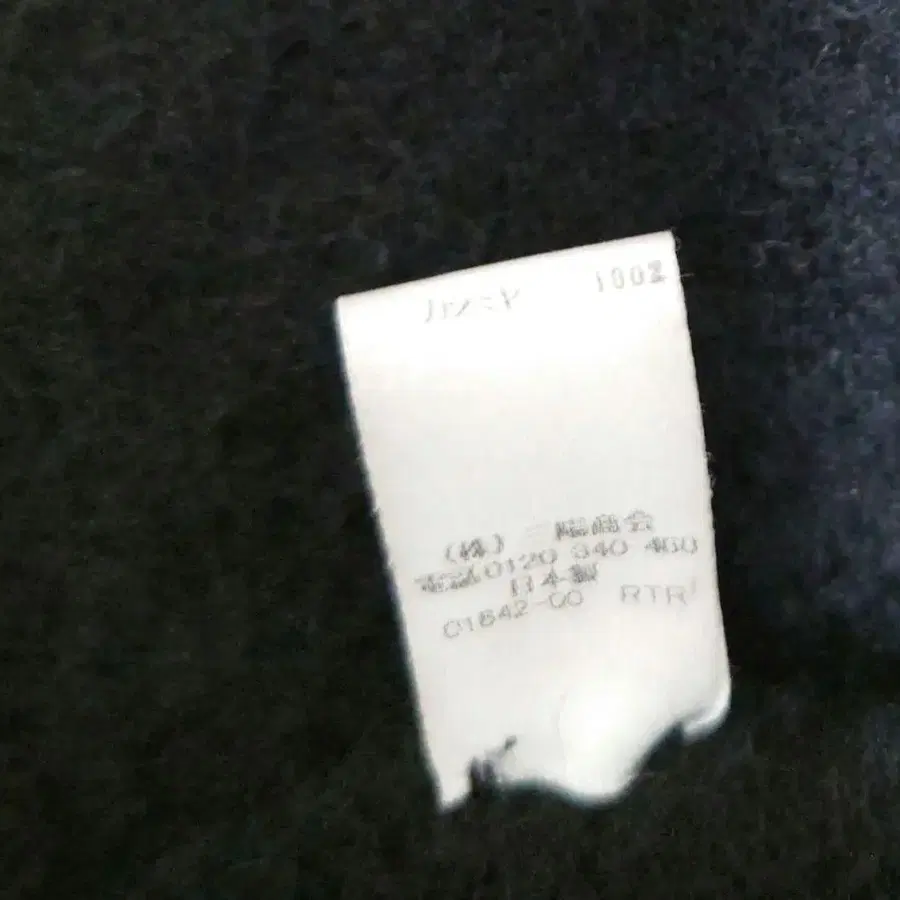 カシミヤ 100%
(株) 三陽商会
電話0120 340 460
日本製
01642-00 RTR